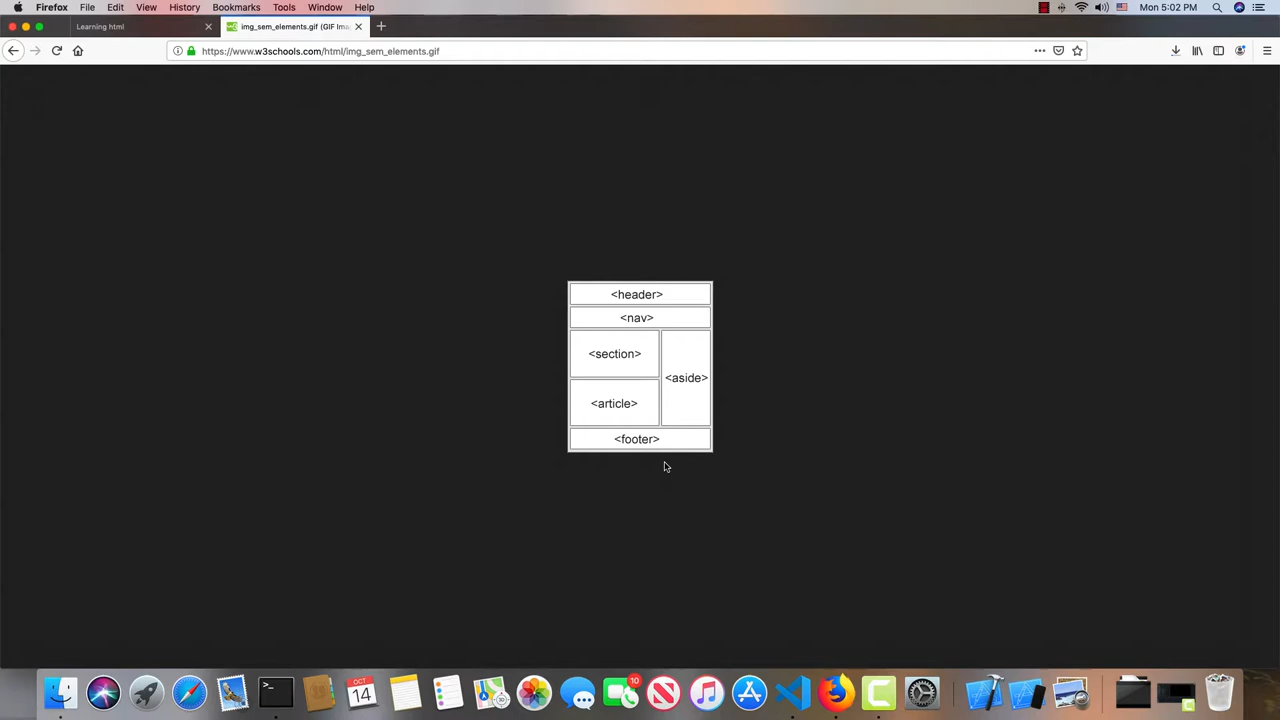 Firefox File Edit View History Bookmarks Tools Window Help Mon 5:02 PM
Learning html img_sem_elements.gif (GIF Ima
https://www.w3schools.com/html/img_sem_elements.gif
<header>
<nav>
<section>
<aside>
<article>
<footer>
OCT
14
10